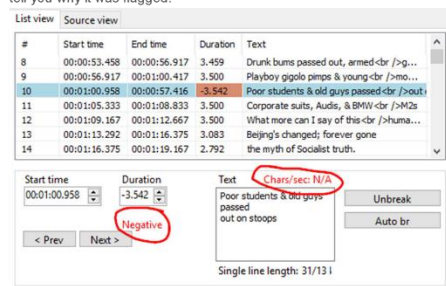 tell you why it was flagged.
List view Source view
# Start time End time Duration Text
8 00:00:53.458 00:00:56.917 3.459 Drunk bums passed out, armed<br />g...
9 00:00:56.917 00:01:00.417 3.500 Playboy gigolo pimps & young<br />mo...
10 00:01:00.958 00:00:57.416 -3.542 Poor students & old guys passed<br />out
11 00:01:05.333 00:01:08.833 3.500 Corporate suits, Audis, & BMW<br />M2s
12 00:01:09.167 00:01:12.667 3.500 What more can I say of this<br />huma...
13 00:01:13.292 00:01:16.375 3.083 Beijing's changed; forever gone
14 00:01:16.375 00:01:19.167 2.792 the myth of Socialist truth.
Start time Duration Text Chars/sec: N/A
00:01:00.958 -3.542 Poor students & old guys
passed
out on stoops
Unbreak
Negative
Auto br
< Prev Next >
Single line length: 31/13